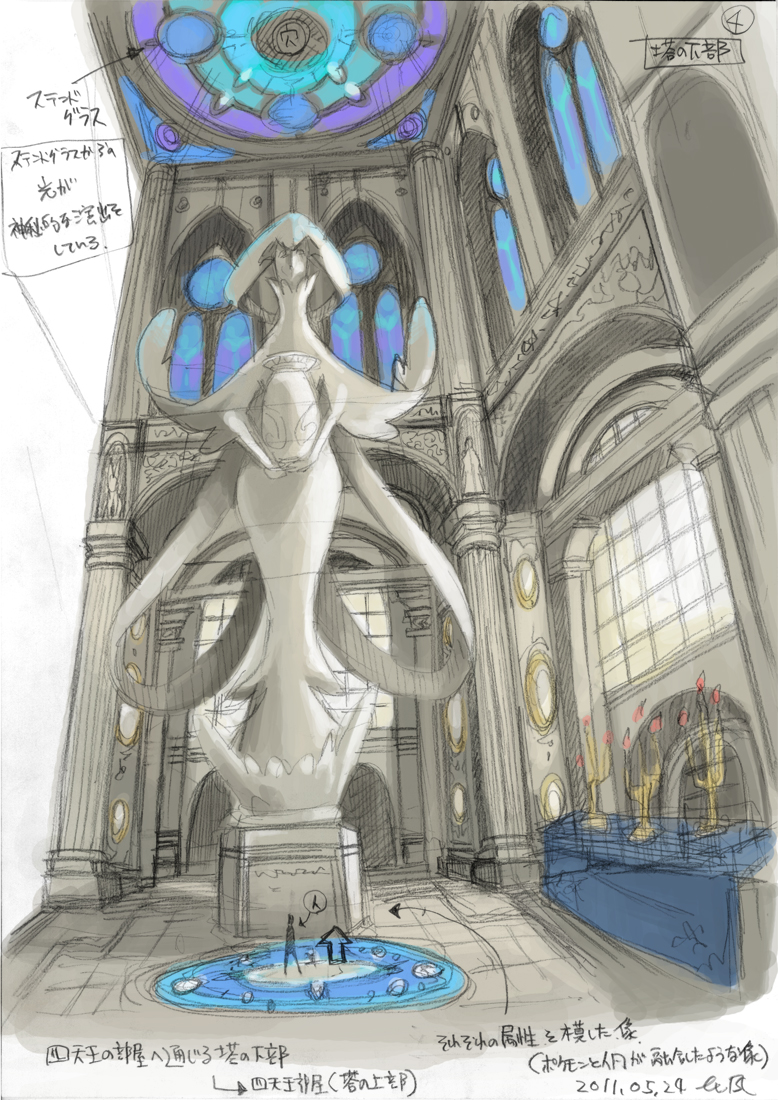 穴
4
塔の下部
ステンド
グラス
ステンドグラスからの
光が
神秘的な演出を
している.
人
四天王の部屋へ通じる塔の下部
四天王部屋(塔の上部)
それぞれの属性を模した像.
(ポケモンと人が融合したような像)
2011.05.24